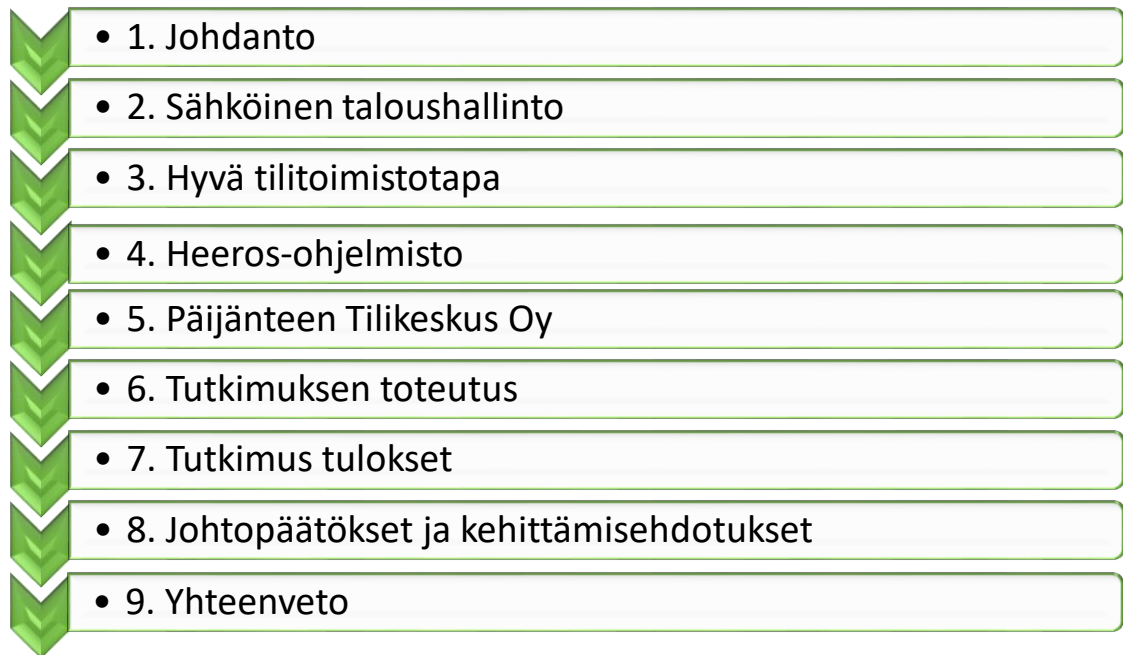 • 1. Johdanto
• 2. Sähköinen taloushallinto
• 3. Hyvä tilitoimistotapa
• 4. Heeros-ohjelmisto
• 5. Päijänteen Tilikeskus Oy
• 6. Tutkimuksen toteutus
• 7. Tutkimus tulokset
• 8. Johtopäätökset ja kehittämisehdotukset
• 9. Yhteenveto